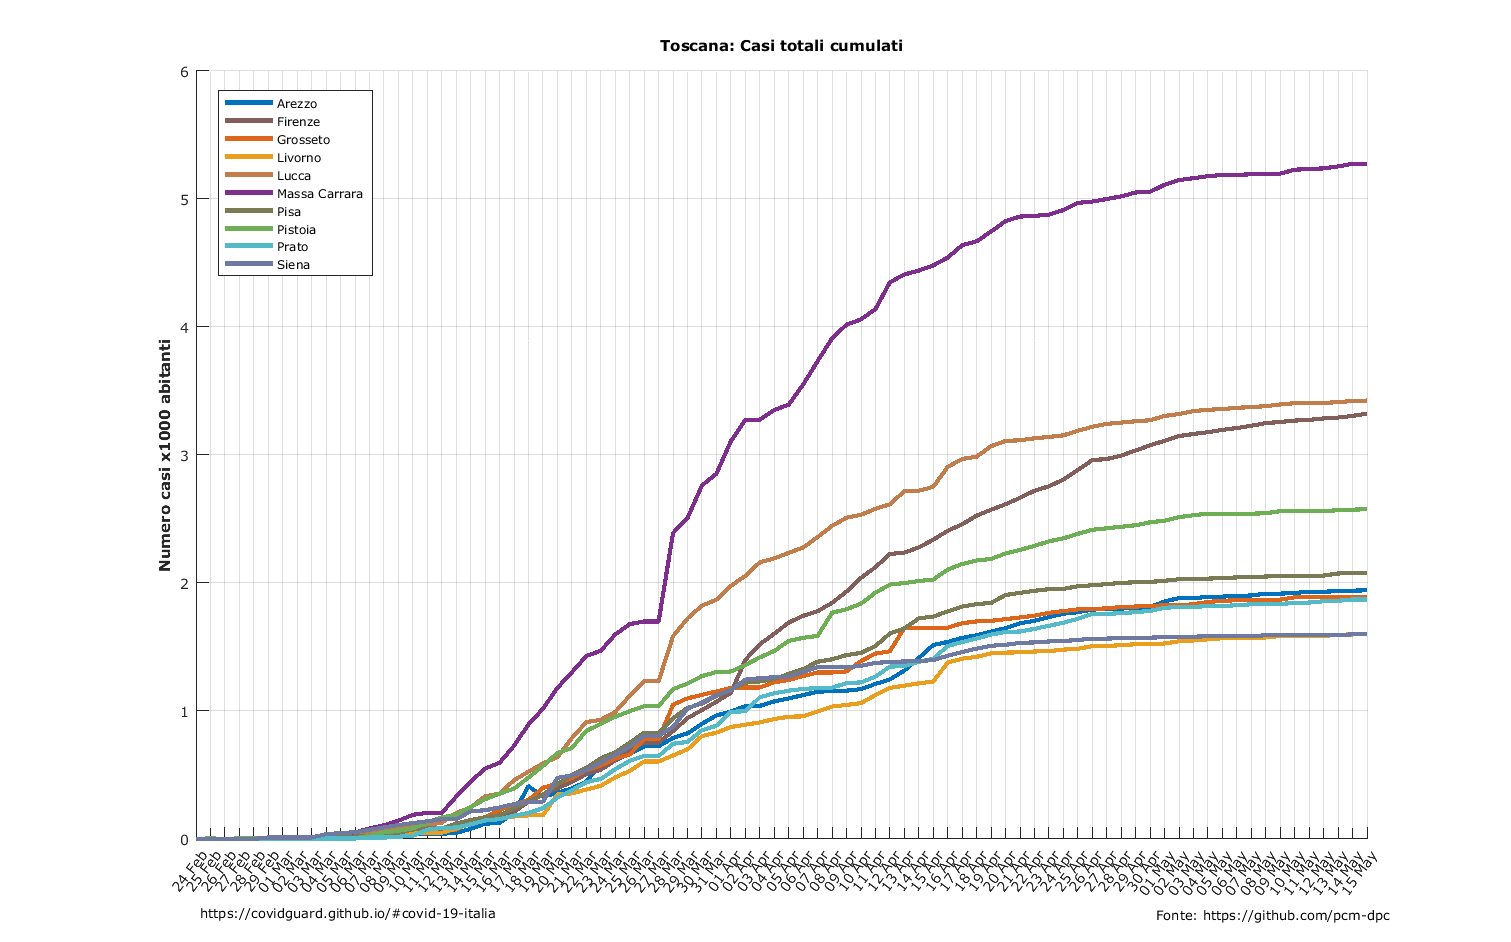 Toscana: Casi totali cumulati
Numero casi x1000 abitanti
6
5
4
3
2
1
0
Arezzo
Firenze
Grosseto
Livorno
Lucca
Massa Carrara
Pisa
Pistoia
Prato
Siena
24 Feb
25 Feb
26 Feb
27 Feb
28 Feb
29 Feb
01 Mar
02 Mar
03 Mar
04 Mar
05 Mar
06 Mar
07 Mar
08 Mar
09 Mar
10 Mar
11 Mar
12 Mar
13 Mar
14 Mar
15 Mar
16 Mar
17 Mar
18 Mar
19 Mar
20 Mar
21 Mar
22 Mar
23 Mar
24 Mar
25 Mar
26 Mar
27 Mar
28 Mar
29 Mar
30 Mar
31 Mar
01 Apr
02 Apr
03 Apr
04 Apr
05 Apr
06 Apr
07 Apr
08 Apr
09 Apr
10 Apr
11 Apr
12 Apr
13 Apr
14 Apr
15 Apr
16 Apr
17 Apr
18 Apr
19 Apr
20 Apr
21 Apr
22 Apr
23 Apr
24 Apr
25 Apr
26 Apr
27 Apr
28 Apr
29 Apr
30 Apr
01 May
02 May
03 May
04 May
05 May
06 May
07 May
08 May
09 May
10 May
11 May
12 May
13 May
14 May
15 May
https://covidguard.github.io/#covid-19-italia
Fonte: https://github.com/pcm-dpc